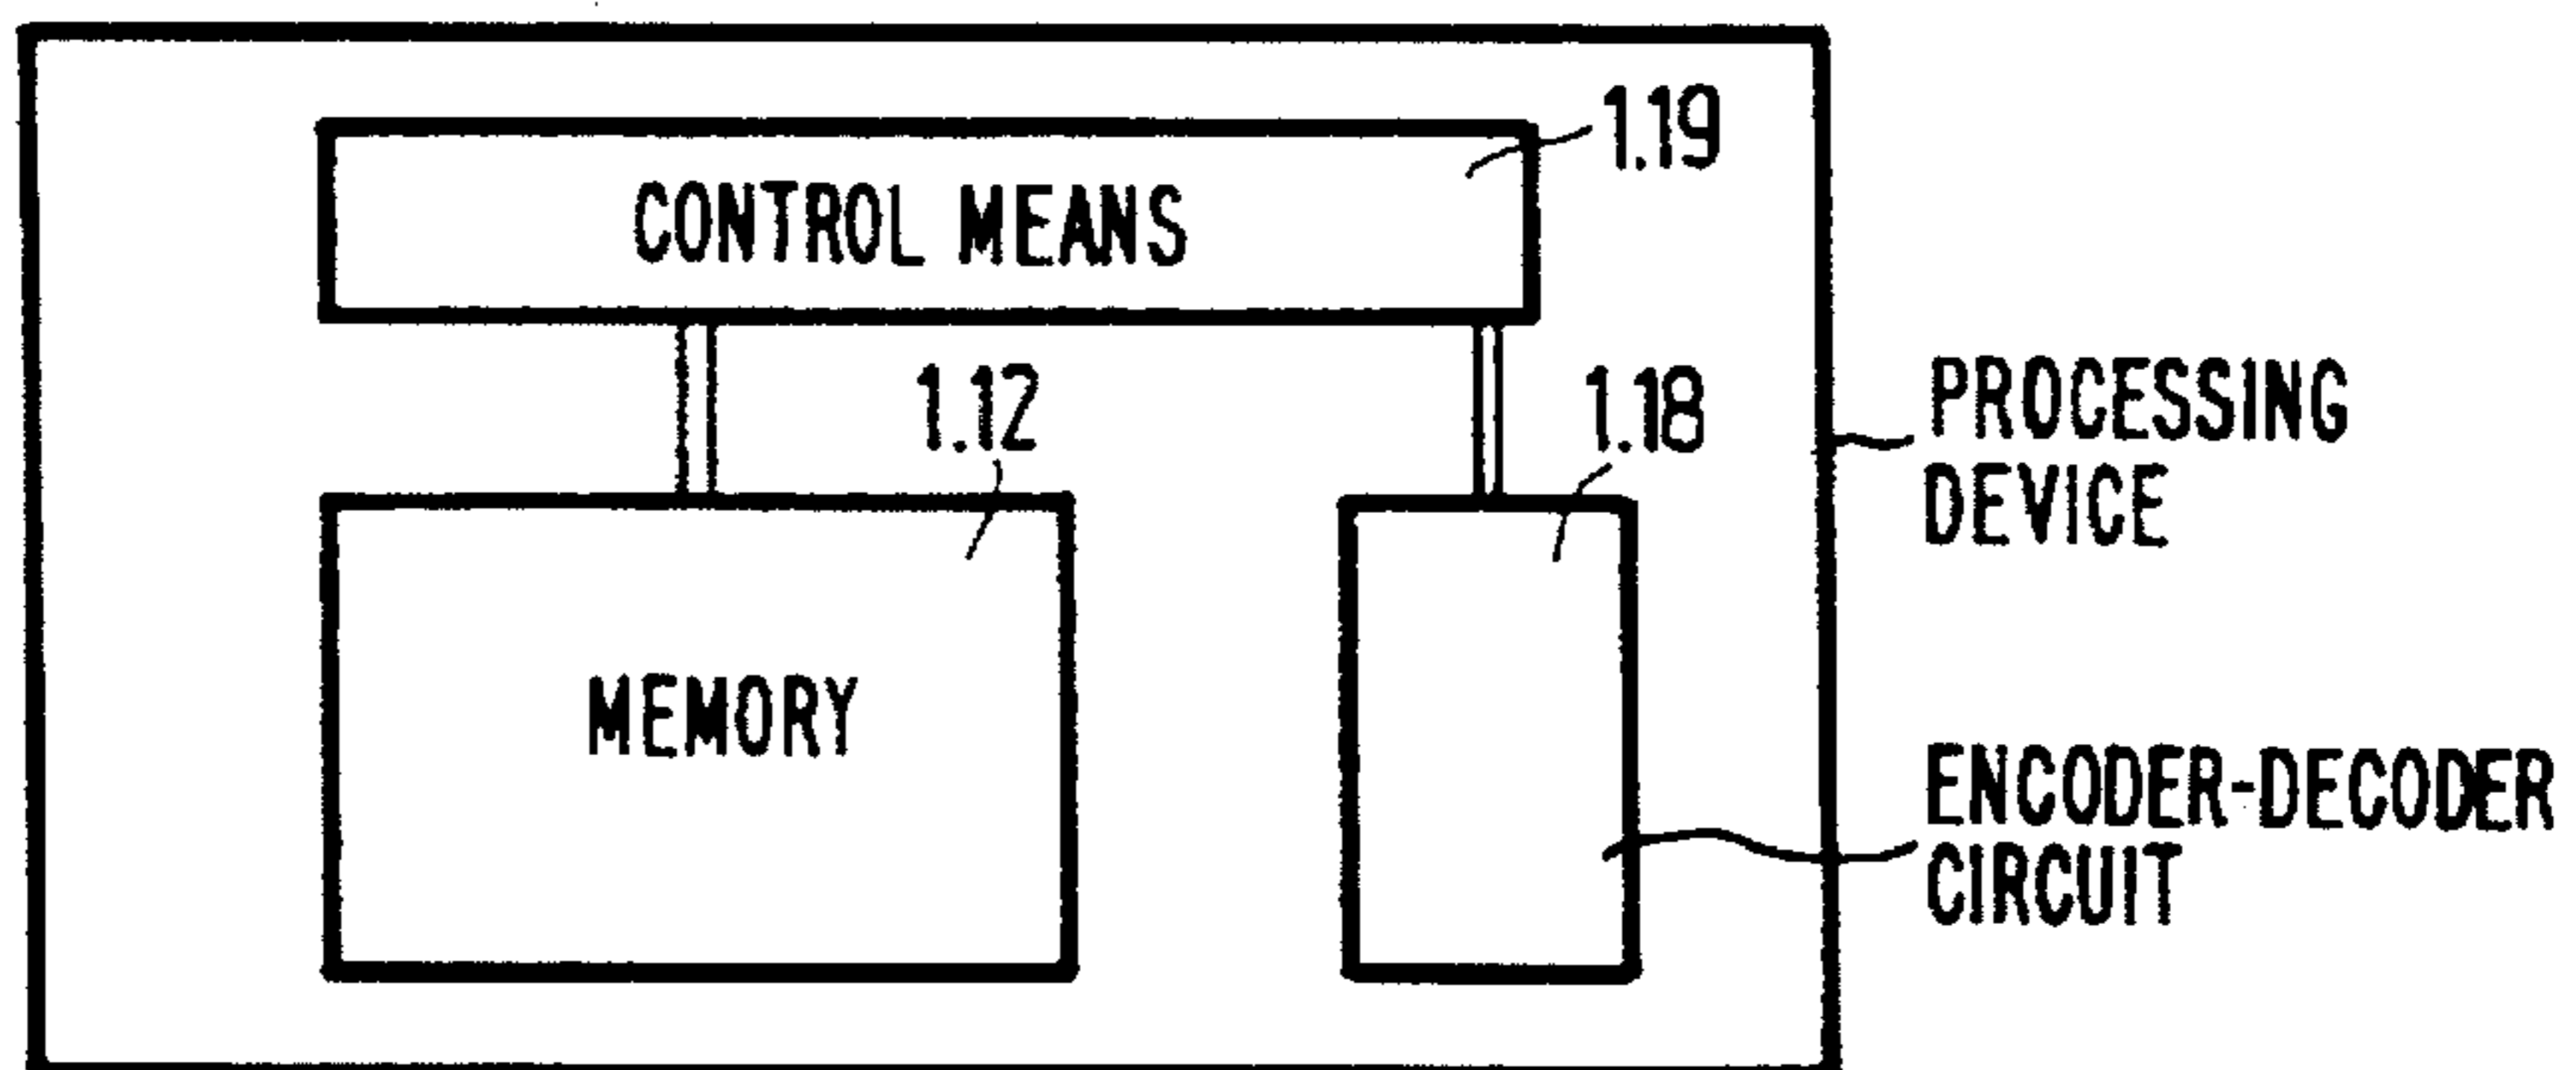 1.19
CONTROL MEANS
1.12
1.18
PROCESSING
DEVICE
MEMORY
ENCODER-DECODER
CIRCUIT